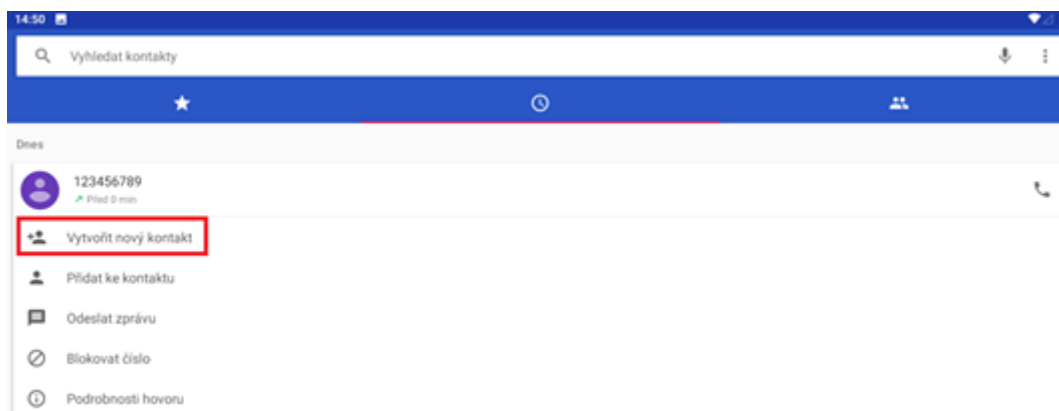 14:50
Vyhledat kontakty
Dnes
123456789
Před 0 min
Vytvořit nový kontakt
Přidat ke kontaktu
Odeslat zprávu
Blokovat číslo
Podrobnosti hovoru